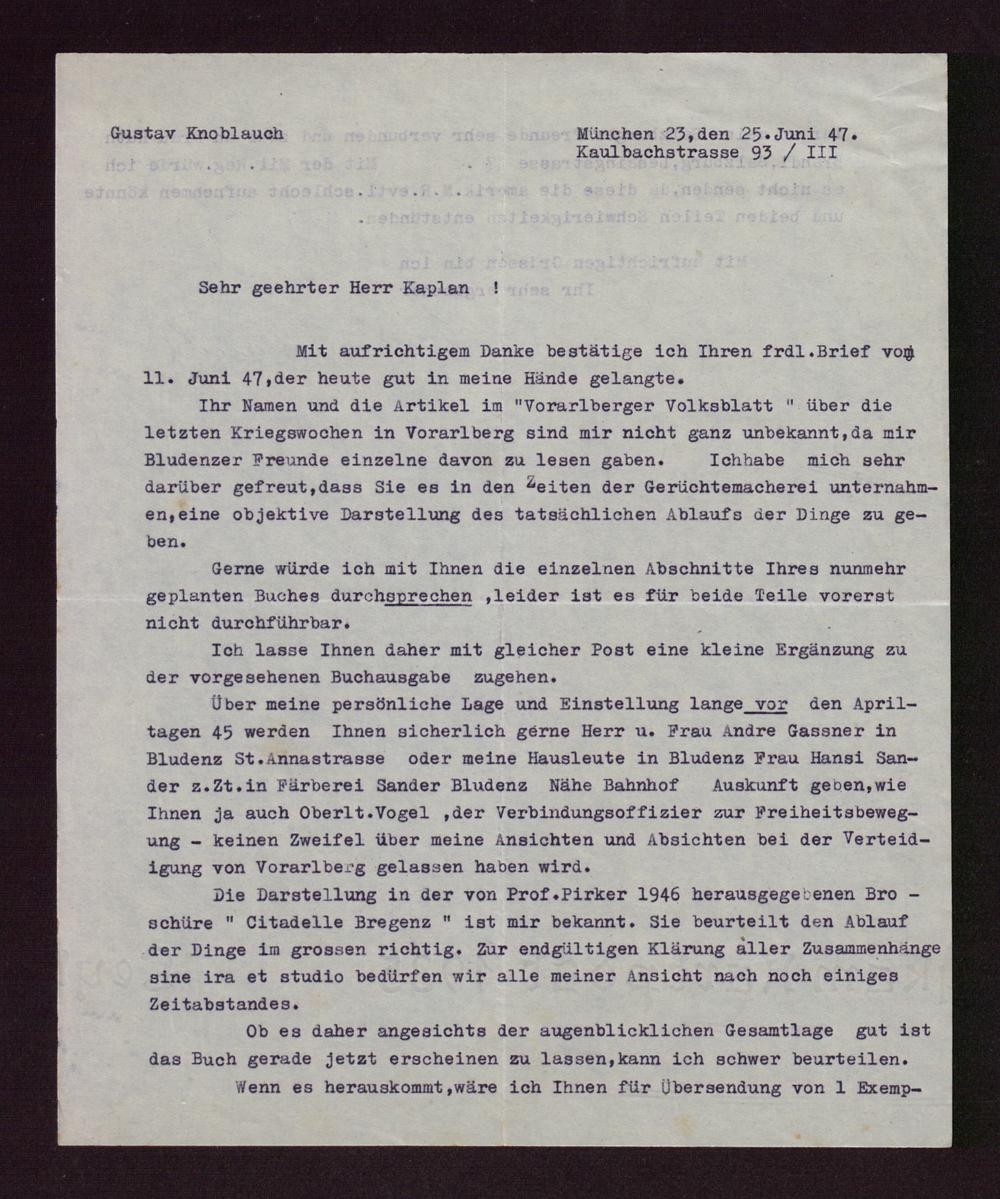 Gustav Knoblauch
München 23,den 25.Juni 47.
Kaulbachstrasse 93 / III
Sehr geehrter Herr Kaplan !
Mit aufrichtigem Danke bestätige ich Ihren frdl.Brief vom
11. Juni 47,der heute gut in meine Hände gelangte.
Ihr Namen und die Artikel im "Vorarlberger Volksblatt " über die
letzten Kriegswochen in Vorarlberg sind mir nicht ganz unbekannt,da mir
Bludenzer Freunde einzelne davon zu lesen gaben. Ichhabe mich sehr
darüber gefreut,dass Sie es in den Zeiten der Gerüchtemacherei unternahm-
en,eine objektive Darstellung des tatsächlichen Ablaufs der Dinge zu ge-
ben.
Gerne würde ich mit Ihnen die einzelnen Abschnitte Ihres nunmehr
geplanten Buches durchsprechen ,leider ist es für beide Teile vorerst
nicht durchführbar.
Ich lasse Ihnen daher mit gleicher Post eine kleine Ergänzung zu
der vorgesehenen Buchausgabe zugehen.
Über meine persönliche Lage und Einstellung lange vor den April-
tagen 45 werden Ihnen sicherlich gerne Herr u. Frau Andre Gassner in
Bludenz St.Annastrasse oder meine Hausleute in Bludenz Frau Hansi San-
der z.Zt.in Färberei Sander Bludenz Nähe Bahnhof Auskunft geben,wie
Ihnen ja auch Oberlt.Vogel ,der Verbindungsoffizier zur Freiheitsbeweg-
ung - keinen Zweifel über meine Ansichten und Absichten bei der Verteid-
igung von Vorarlberg gelassen haben wird.
Die Darstellung in der von Prof.Pirker 1946 herausgegebenen Bro -
schüre " Citadelle Bregenz " ist mir bekannt. Sie beurteilt den Ablauf
der Dinge im grossen richtig. Zur endgültigen Klärung aller Zusammenhänge
sine ira et studio bedürfen wir alle meiner Ansicht nach noch einiges
Zeitabstandes.
Ob es daher angesichts der augenblicklichen Gesamtlage gut ist
das Buch gerade jetzt erscheinen zu lassen,kann ich schwer beurteilen.
Wenn es herauskommt,wäre ich Ihnen für Übersendung von 1 Exemp-